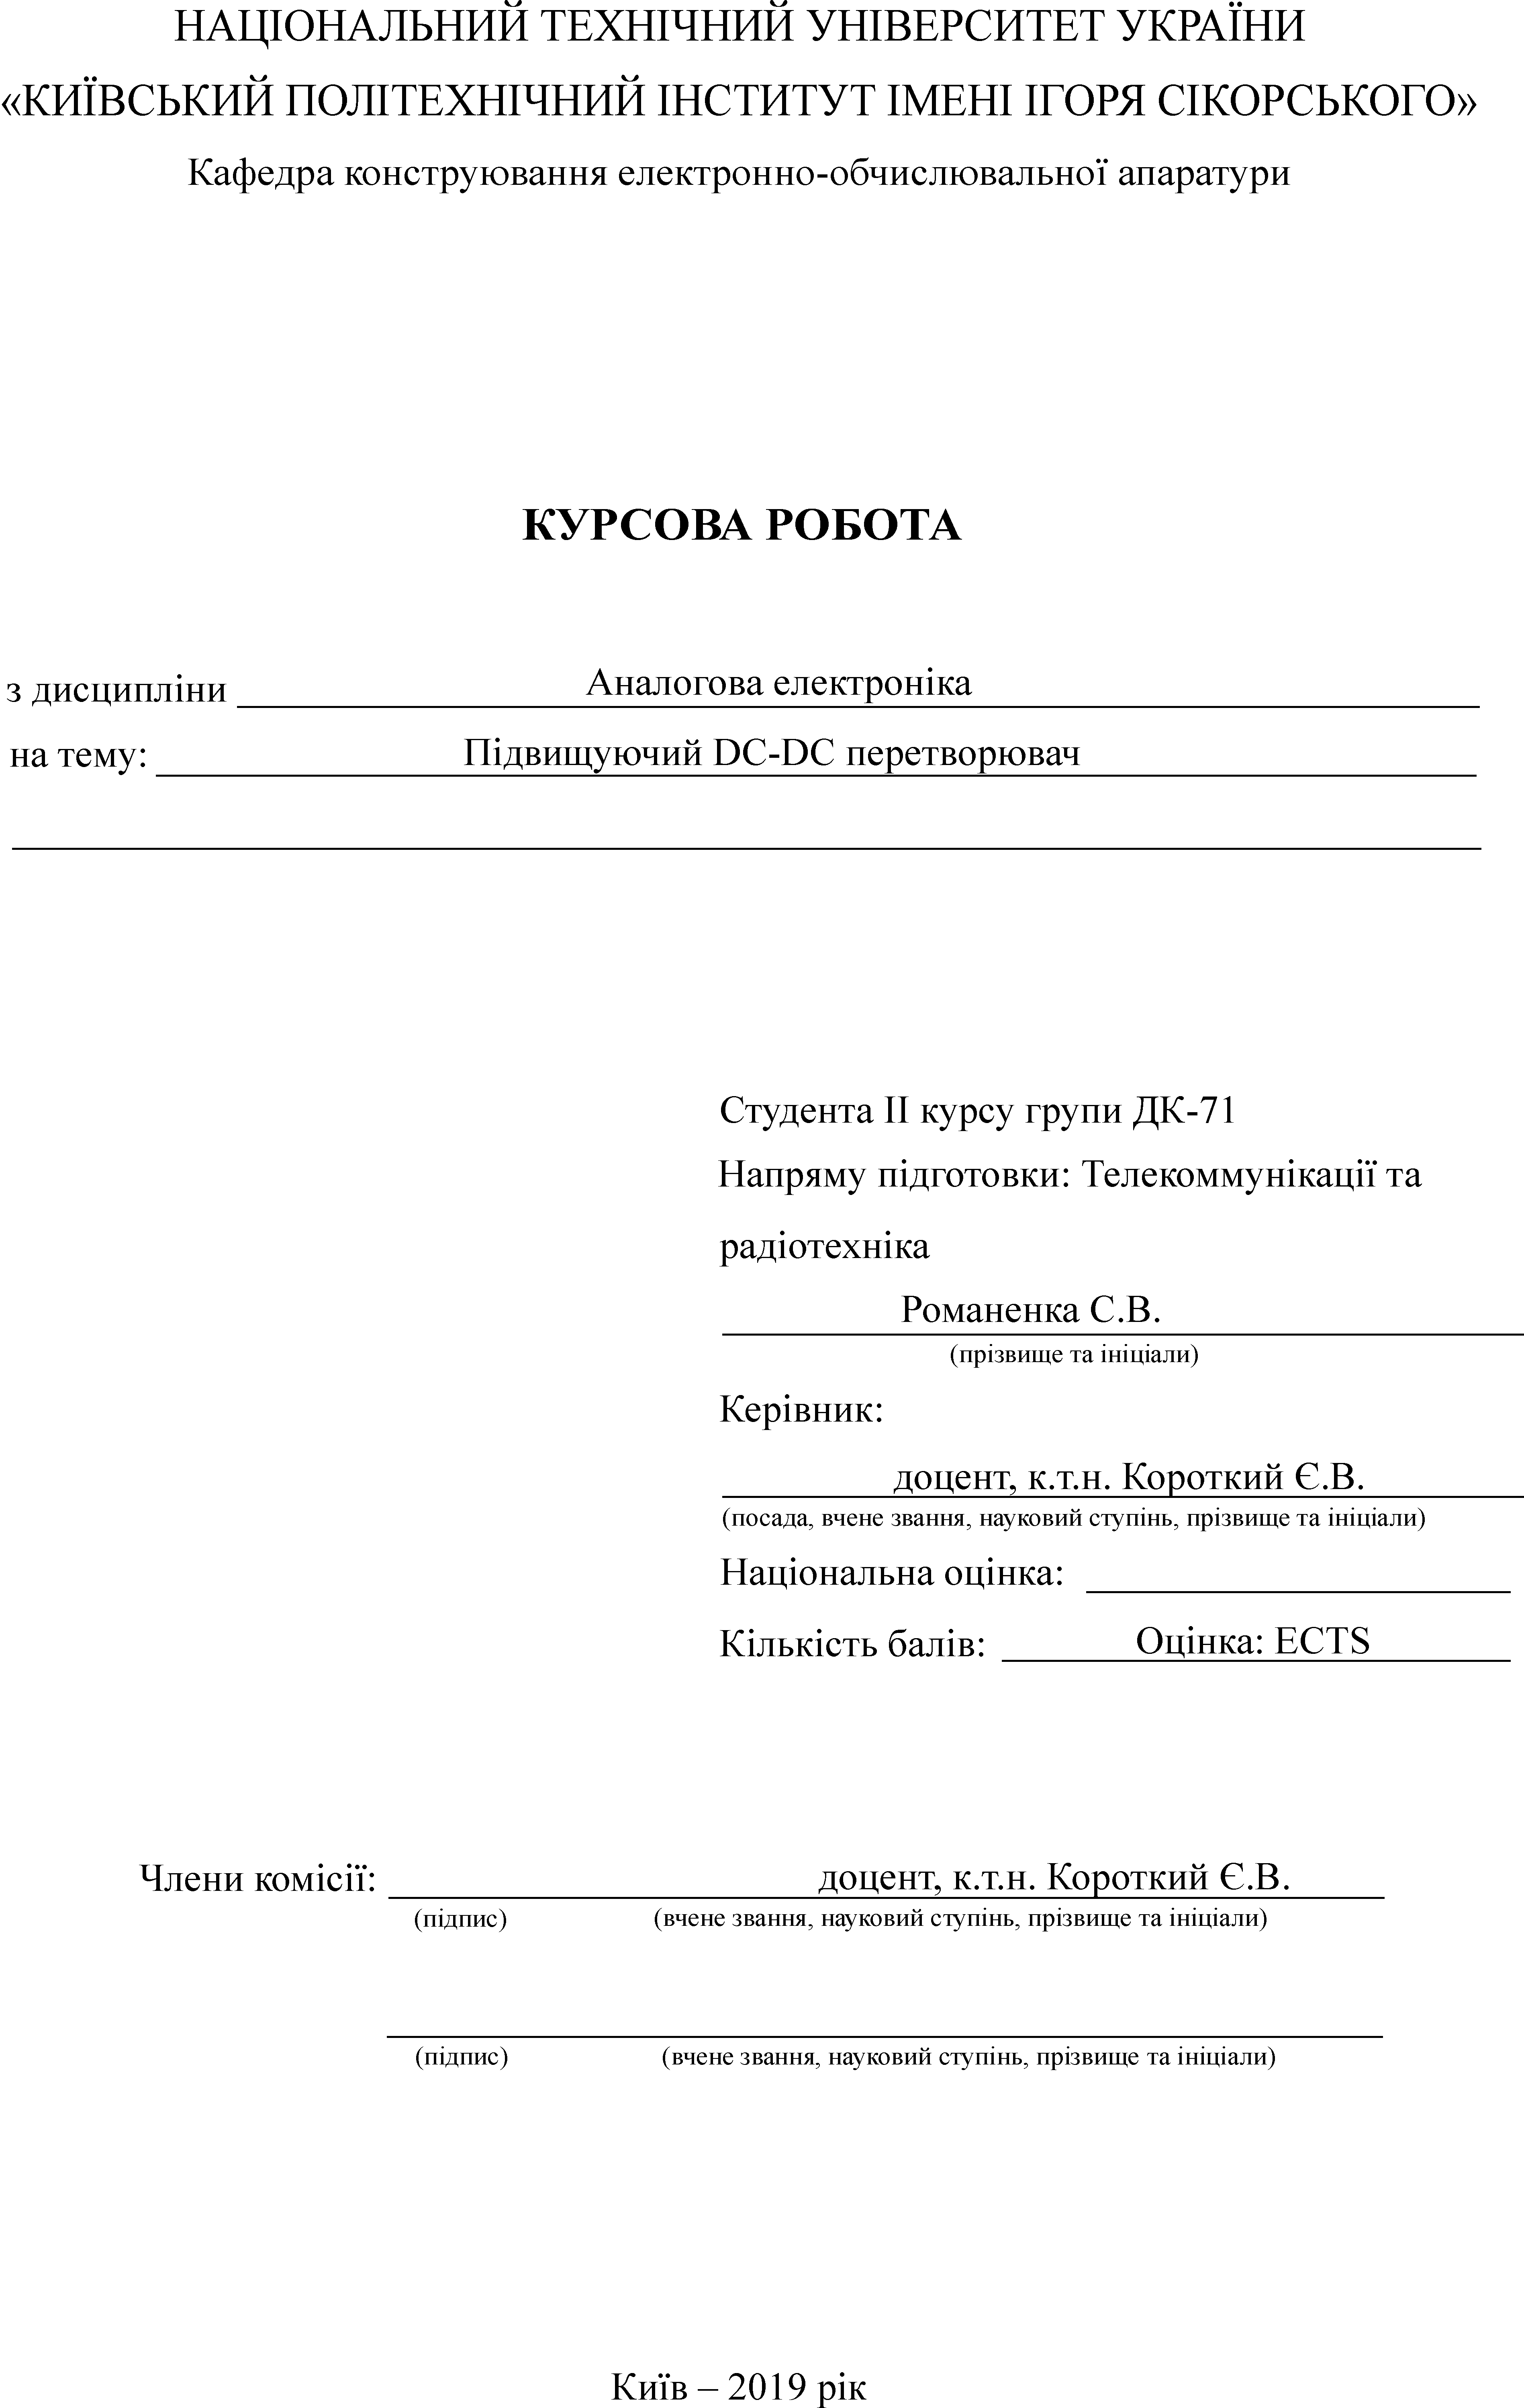 НАЦІОНАЛЬНИЙ ТЕХНІЧНИЙ УНІВЕРСИТЕТ УКРАЇНИ
«КИЇВСЬКИЙ ПОЛІТЕХНІЧНИЙ ІНСТИТУТ ІМЕНІ ІГОРЯ СІКОРСЬКОГО»
Кафедра конструювання електронно-обчислювальної апаратури
КУРСОВА РОБОТА
з дисципліни Аналогова електроніка
на тему: Підвищуючий DC-DC перетворювач
Студента II курсу групи ДК-71
Напряму підготовки: Телекоммунікації та
радіотехніка
Романенка С.В.
(прізвище та ініціали)
Керівник:
доцент, к.т.н. Короткий Є.В.
(посада, вчене звання, науковий ступінь, прізвище та ініціали)
Національна оцінка:
Кількість балів: Оцінка: ECTS
Члени комісії: доцент, к.т.н. Короткий Є.В.
(підпис) (вчене звання, науковий ступінь, прізвище та ініціали)
(підпис) (вчене звання, науковий ступінь, прізвище та ініціали)
Київ – 2019 рік